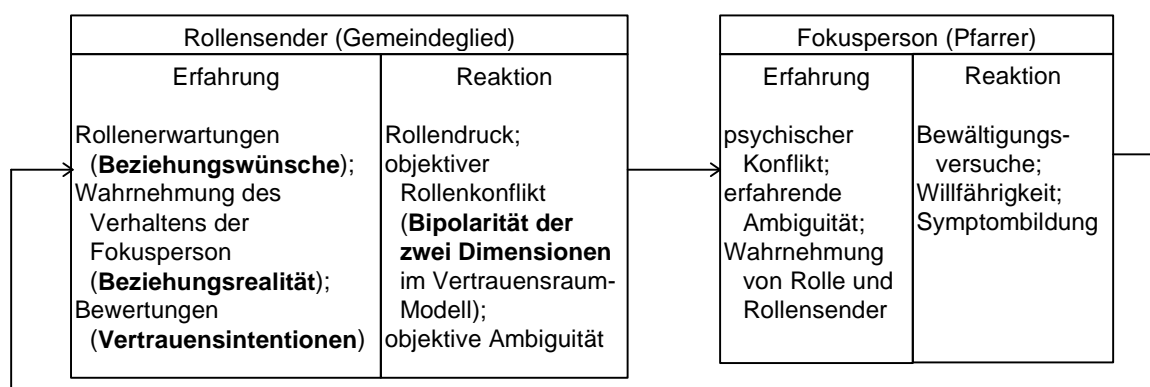 Rollensender (Gemeindeglied)
Erfahrung
Rollenerwartungen
(Beziehungswünsche);
Wahrnehmung des
Verhaltens der
Fokusperson
(Beziehungsrealität);
Bewertungen
(Vertrauensintentionen)
Reaktion
Rollendruck;
objektiver
Rollenkonflikt
(Bipolarität der
zwei Dimensionen
im Vertrauensraum-
Modell);
objektive Ambiguität
Fokusperson (Pfarrer)
Erfahrung
psychischer
Konflikt;
erfahrende
Ambiguität;
Wahrnehmung
von Rolle und
Rollensender
Reaktion
Bewältigungs-
versuche;
Willfährigkeit;
Symptombildung